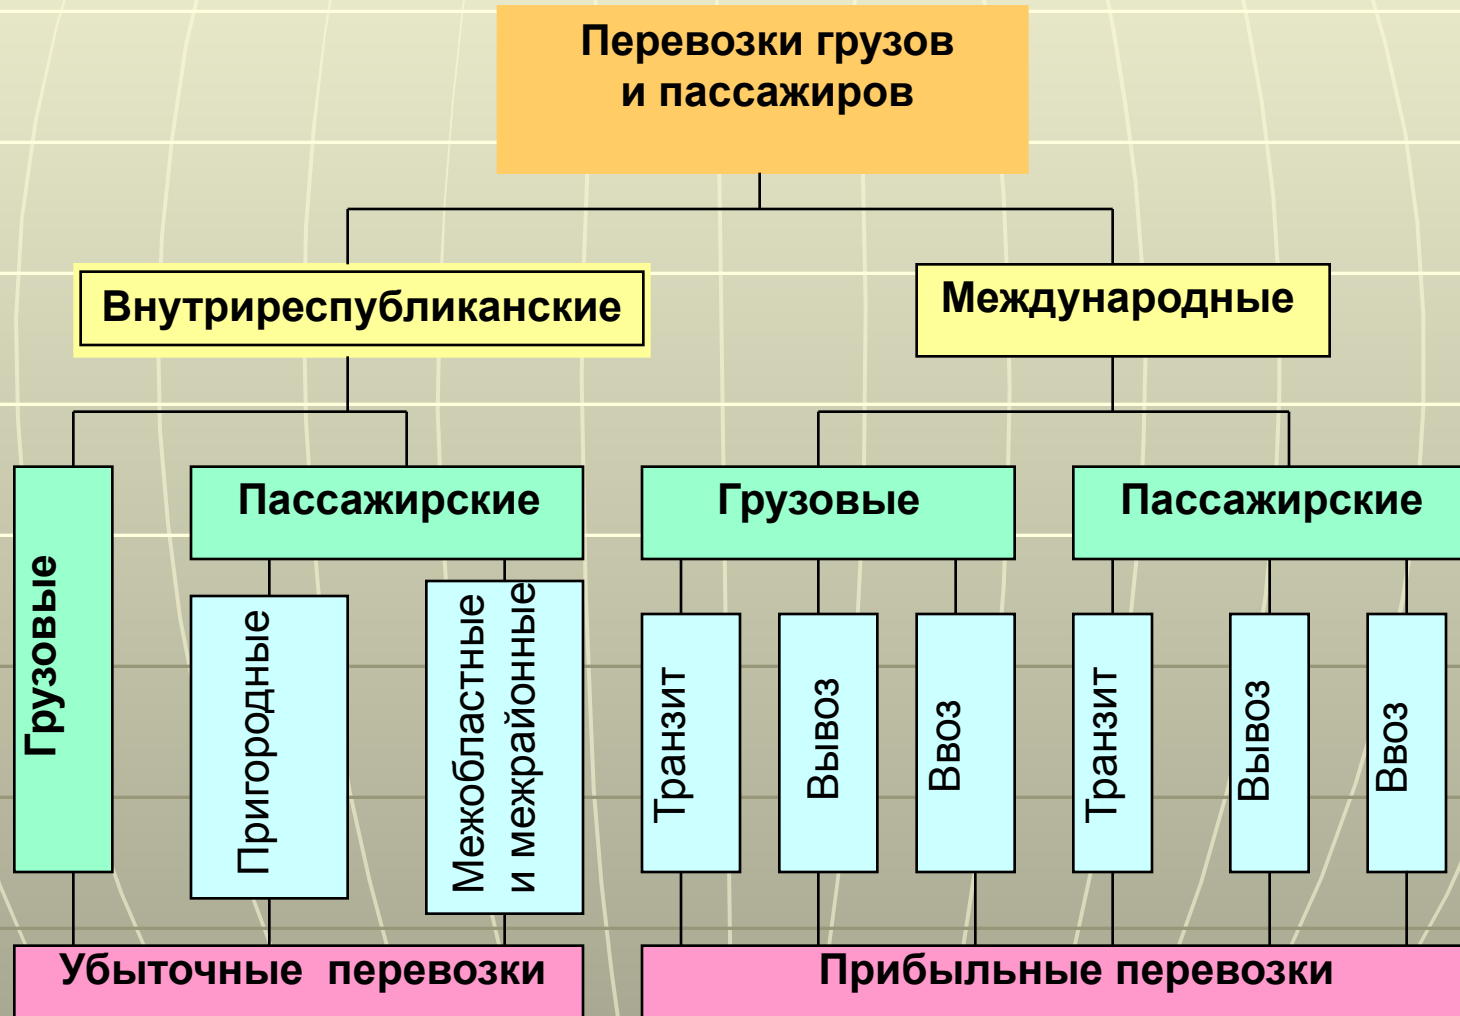 Перевозки грузов
и пассажиров
Внутриреспубликанские
Международные
Грузовые
Пассажирские
Грузовые
Пассажирские
Пригородные
Межобластные
и межрайонные
Транзит
Вывоз
Ввоз
Транзит
Вывоз
Ввоз
Убыточные перевозки
Прибыльные перевозки